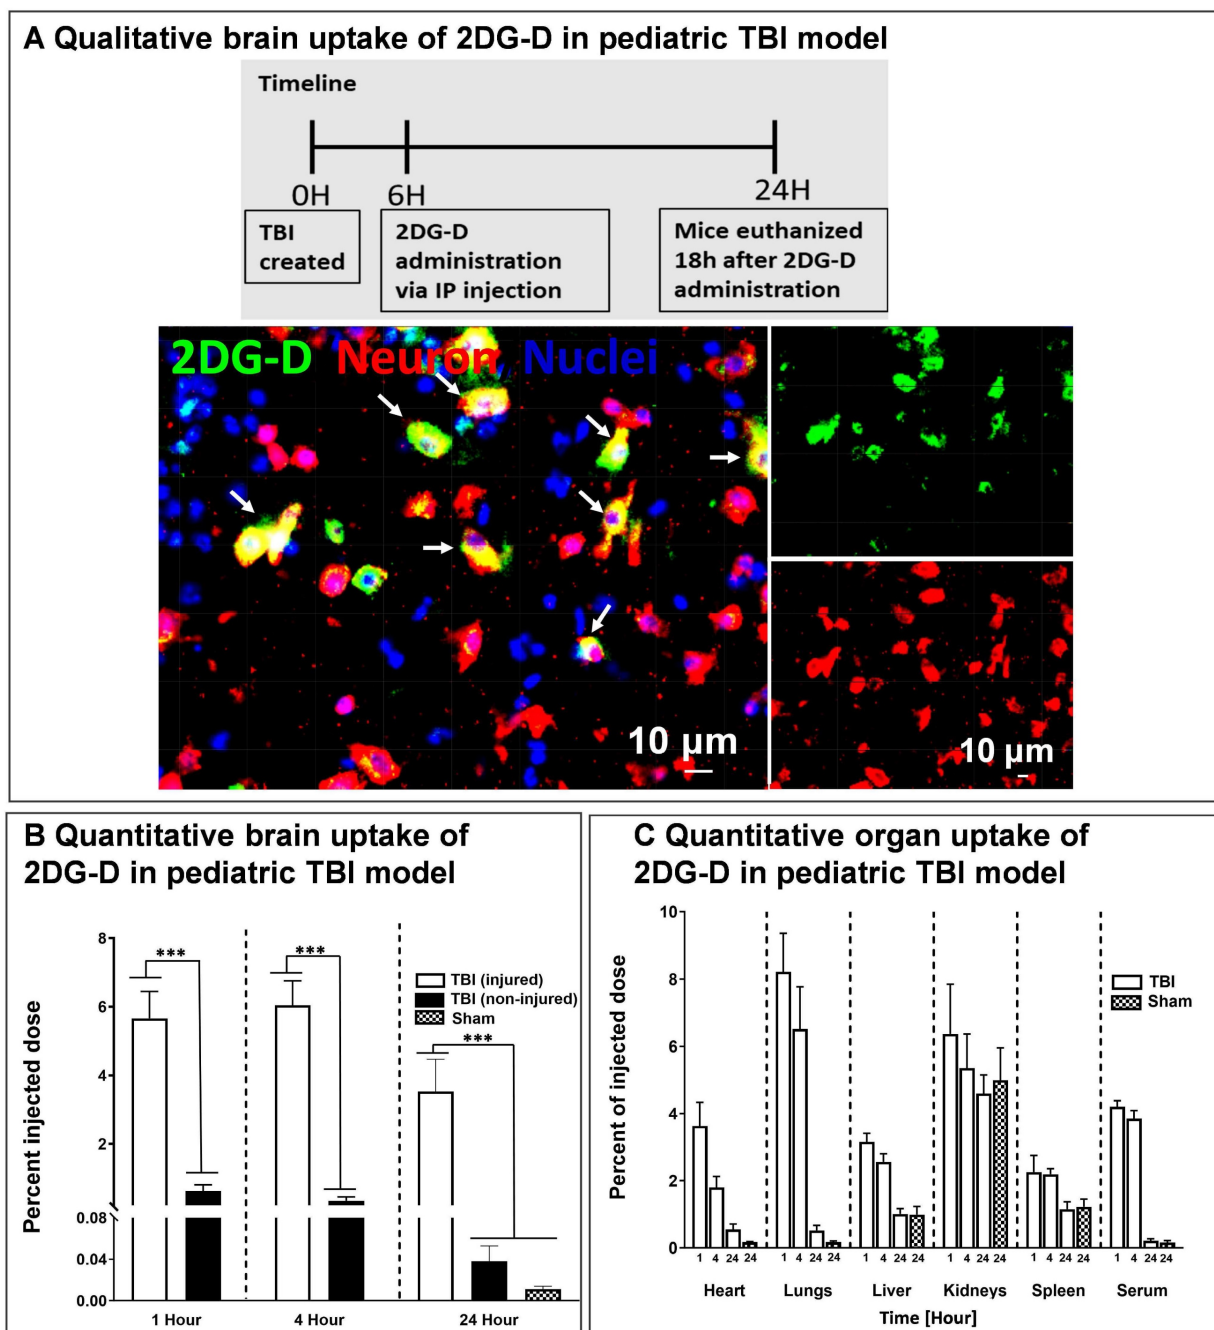 A Qualitative brain uptake of 2DG-D in pediatric TBI model
Timeline
0H 6H 24H
TBI
created
2DG-D
administration
via IP injection
Mice euthanized
18h after 2DG-D
administration
2DG-D Neuron Nuclei
10 µm
10 µm
B Quantitative brain uptake of
2DG-D in pediatric TBI model
Percent injected dose
8
6
4
2
0.08
0.04
0.00
***
***
***
TBI (injured)
TBI (non-injured)
Sham
1 Hour 4 Hour 24 Hour
C Quantitative organ uptake of
2DG-D in pediatric TBI model
Percent of injected dose
10
8
6
4
2
0
TBI
Sham
1 4 24 24 1 4 24 24 1 4 24 24 1 4 24 24 1 4 24 24 1 4 24 24
Heart Lungs Liver Kidneys Spleen Serum
Time [Hour]